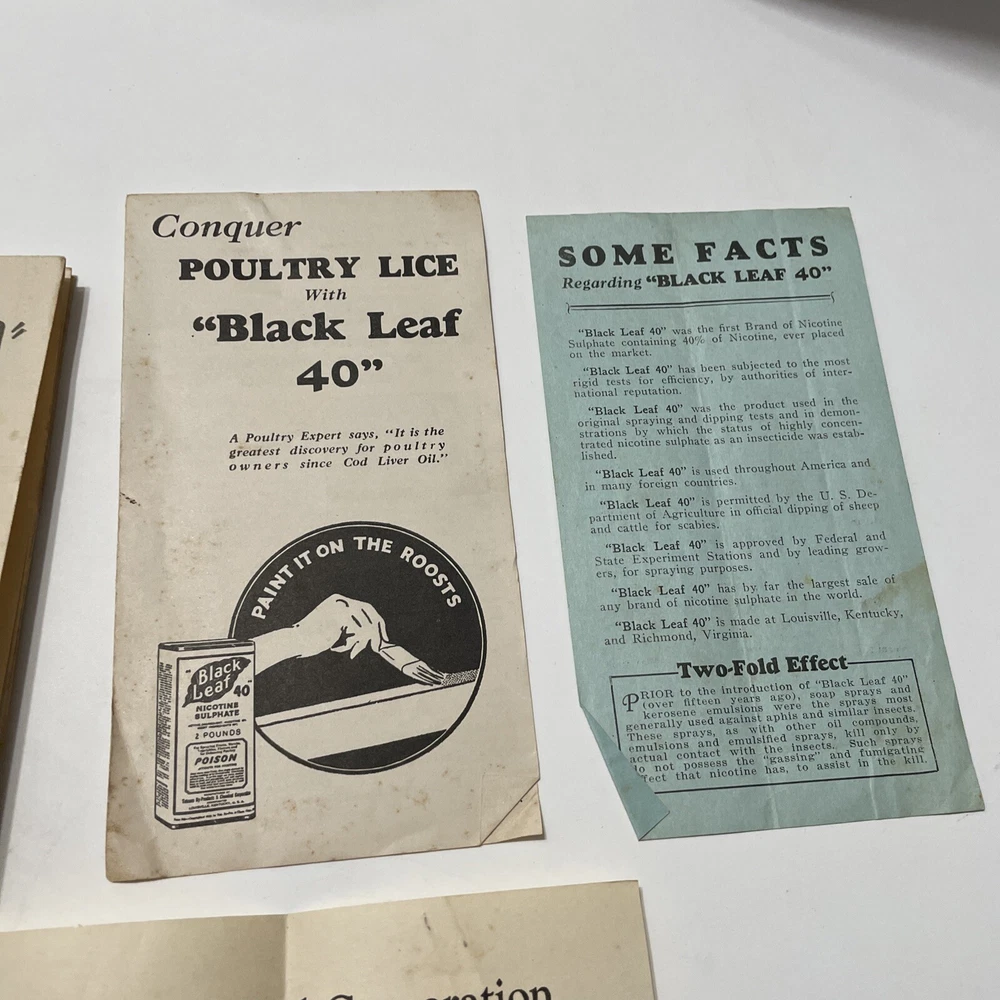 Conquer
POULTRY LICE
With
“Black Leaf
40”
A Poultry Expert says, “It is the
greatest discovery for poultry
owners since Cod Liver Oil.”
PAINT IT ON THE ROOSTS
"Black
Leaf
40"
NICOTINE
SULPHATE
2 POUNDS
POISON
SOME FACTS
Regarding “BLACK LEAF 40”
“Black Leaf 40” was the first Brand of Nicotine
Sulphate containing 40% of Nicotine, ever placed
on the market.
“Black Leaf 40” has been subjected to the most
rigid tests for efficiency, by authorities of inter-
national reputation.
“Black Leaf 40” was the product used in the
original spraying and dipping tests and in demon-
strations by which the status of highly concen-
trated nicotine sulphate as an insecticide was estab-
lished.
“Black Leaf 40” is used throughout America and
in many foreign countries.
“Black Leaf 40” is permitted by the U. S. De-
partment of Agriculture in official dipping of sheep
and cattle for scabies.
“Black Leaf 40” is approved by Federal and
State Experiment Stations and by leading grow-
ers, for spraying purposes.
“Black Leaf 40” has by far the largest sale of
any brand of nicotine sulphate in the world.
“Black Leaf 40” is made at Louisville, Kentucky,
and Richmond, Virginia.
Two-Fold Effect
PRIOR to the introduction of “Black Leaf 40”
(over fifteen years ago), soap sprays and
kerosene emulsions were the sprays most
generally used against aphis and similar insects.
These sprays, as with other oil compounds,
emulsions and emulsified sprays, kill only by
actual contact with the insects. Such sprays
do not possess the “gassing” and fumigating
effect that nicotine has, to assist in the kill.
Corporation